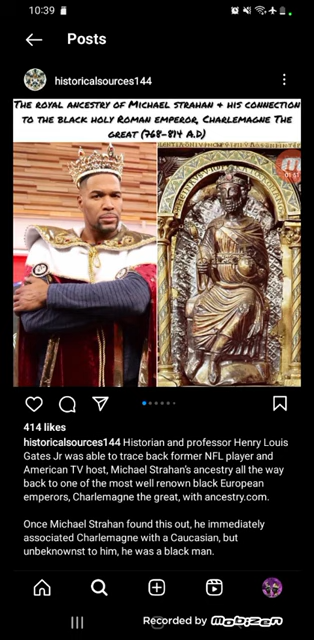 10:39
Posts
historicalsources144
The royal ancestry of Michael strahan + his connection
to the black holy Roman emperor, Charlemagne The
great (768-814 A.D)
01:57
414 likes
historicalsources144 Historian and professor Henry Louis
Gates Jr was able to trace back former NFL player and
American TV host, Michael Strahan's ancestry all the way
back to one of the most well renown black European
emperors, Charlemagne the great, with ancestry.com.
Once Michael Strahan found this out, he immediately
associated Charlemagne with a Caucasian, but
unbeknownst to him, he was a black man.
Recorded by Mobizen